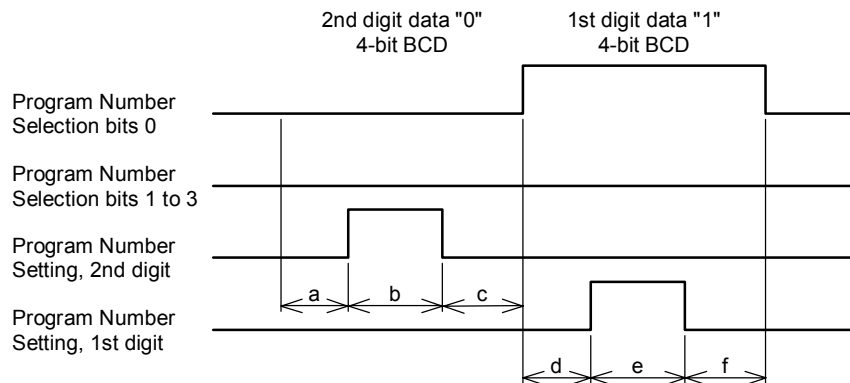 2nd digit data "0"
4-bit BCD
1st digit data "1"
4-bit BCD
Program Number
Selection bits 0
Program Number
Selection bits 1 to 3
Program Number
Setting, 2nd digit
a
b
c
Program Number
Setting, 1st digit
d
e
f